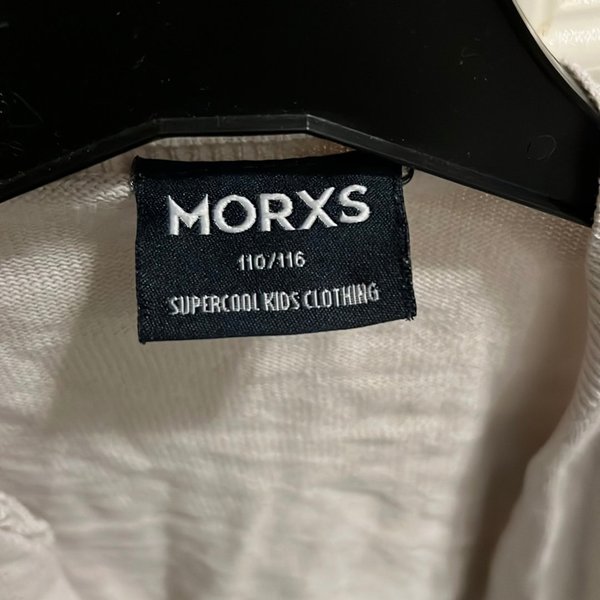 MORXS
110/116
SUPERCOOL KIDS CLOTHING